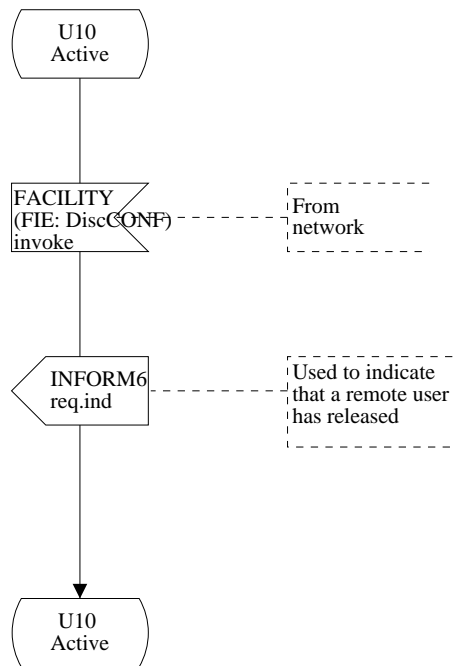 U10
Active
FACILITY
(FIE: DiscCONF)
invoke
From
network
INFORM6
req.ind
Used to indicate
that a remote user
has released
U10
Active